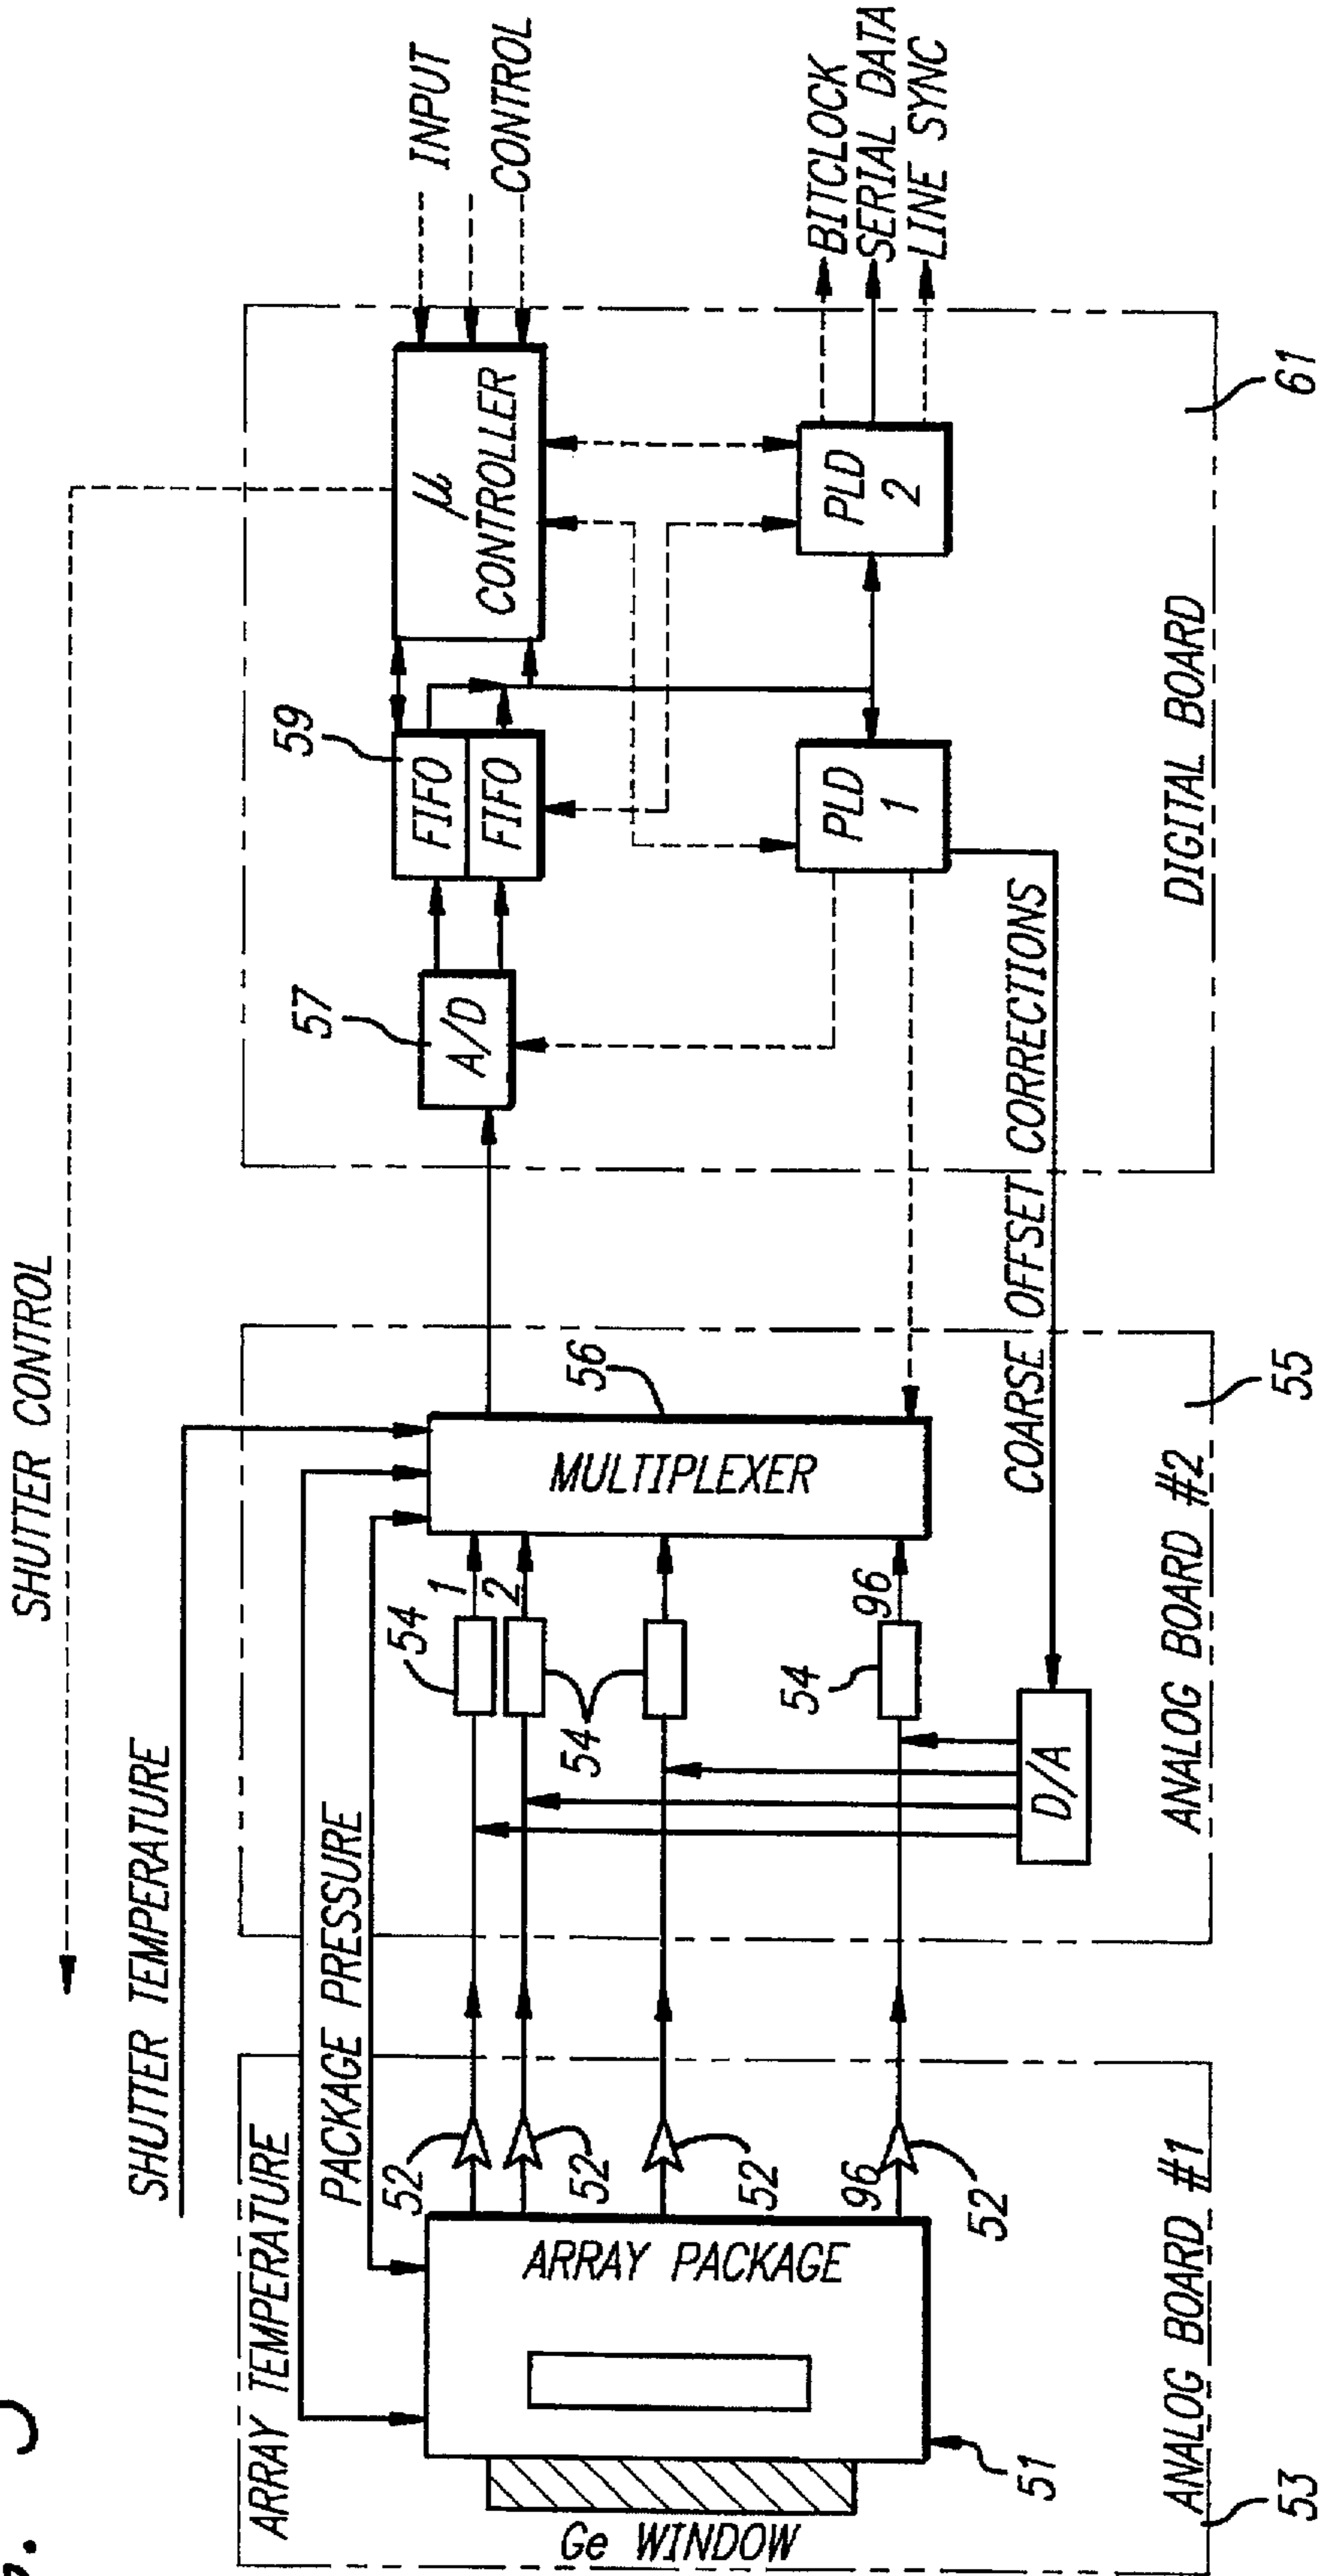 SHUTTER CONTROL
SHUTTER TEMPERATURE
ARRAY TEMPERATURE
PACKAGE PRESSURE
52
52
52
96
52
ARRAY PACKAGE
Ge WINDOW
51
ANALOG BOARD #1
53
54
1
2
54
96
54
MULTIPLEXER
56
D/A
COARSE OFFSET CORRECTIONS
ANALOG BOARD #2
55
57
A/D
59
FIFO
FIFO
μ
CONTROLLER
INPUT
CONTROL
PLD
1
PLD
2
BITCLOCK
SERIAL DATA
LINE SYNC
DIGITAL BOARD
61